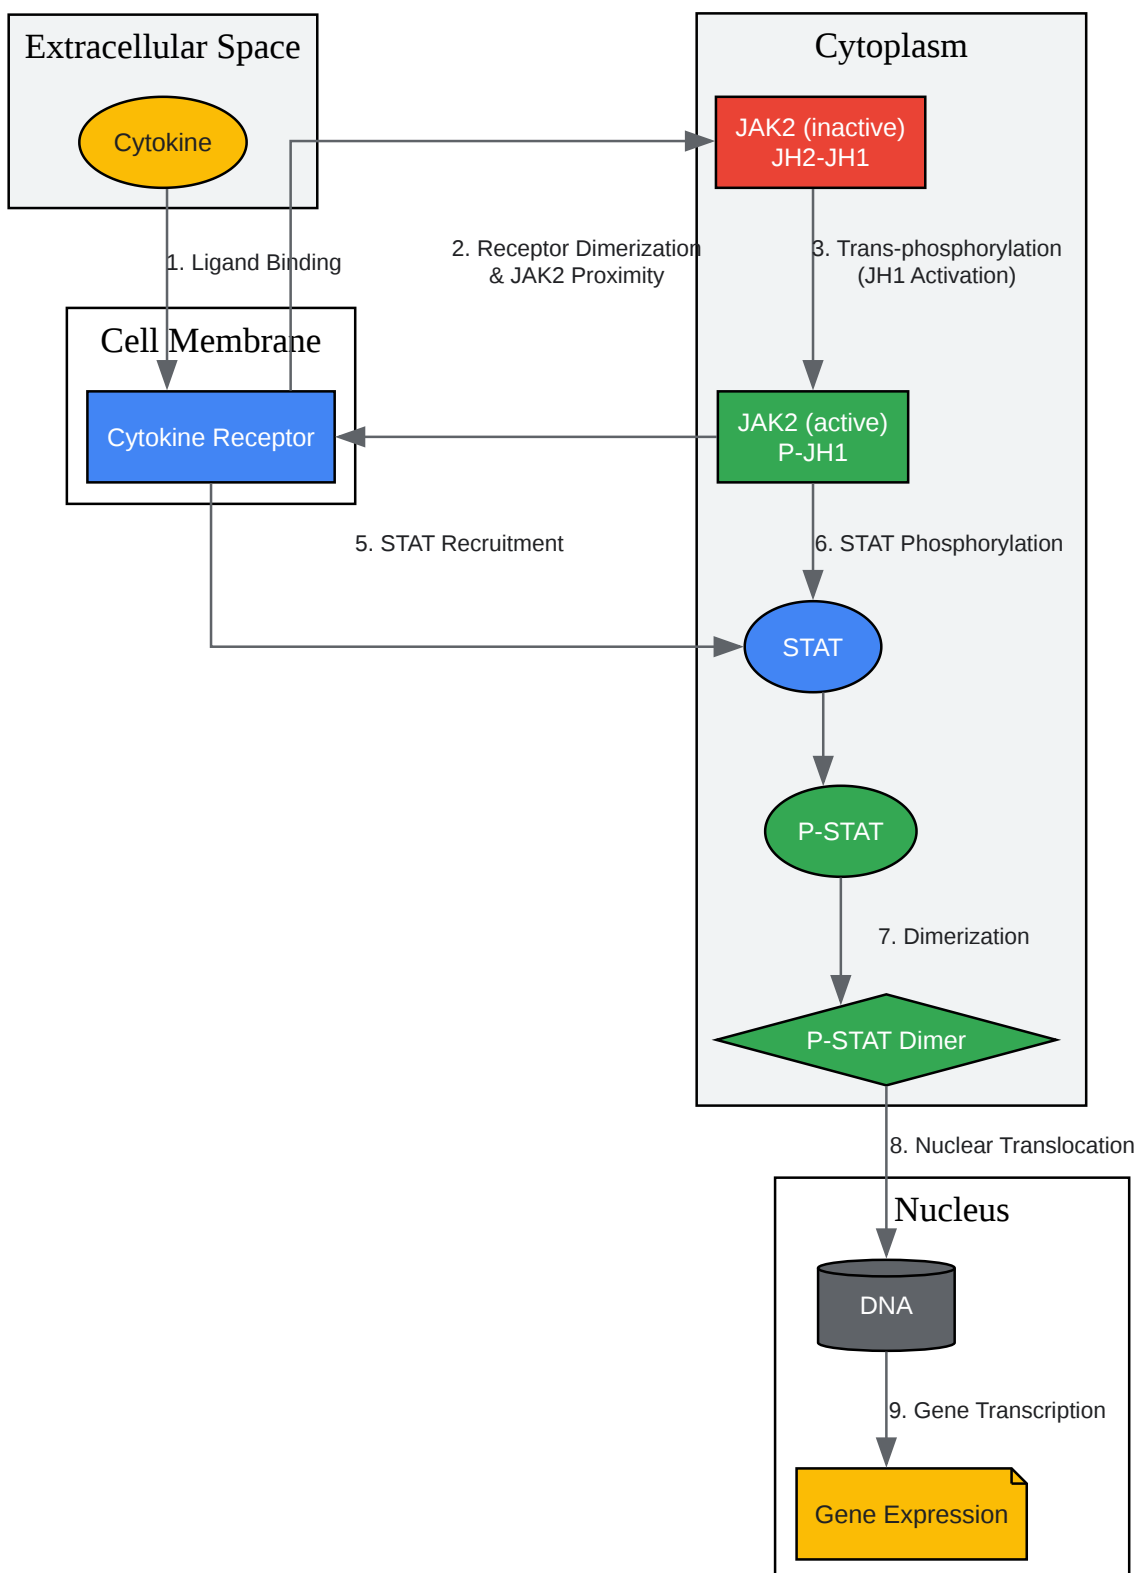 Extracellular Space
Cytoplasm
Cytokine
JAK2 (inactive)
JH2-JH1
1. Ligand Binding
2. Receptor Dimerization
& JAK2 Proximity
3. Trans-phosphorylation
(JH1 Activation)
Cell Membrane
Cytokine Receptor
JAK2 (active)
P-JH1
5. STAT Recruitment
6. STAT Phosphorylation
STAT
P-STAT
7. Dimerization
P-STAT Dimer
8. Nuclear Translocation
Nucleus
DNA
9. Gene Transcription
Gene Expression